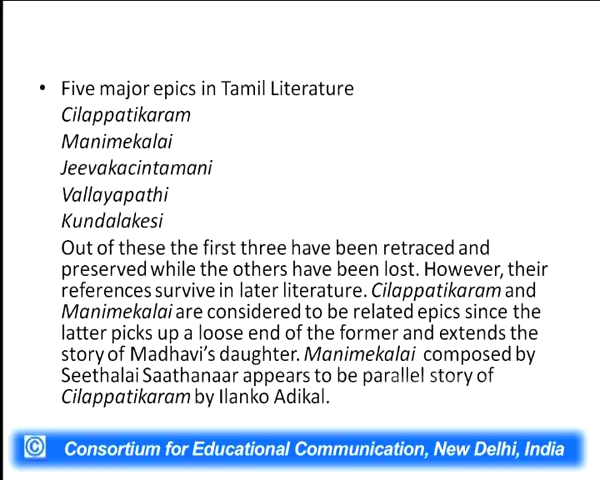 • Five major epics in Tamil Literature
Cilappatikaram
Manimekalai
Jeevakacintamani
Vallayapathi
Kundalakesi
Out of these the first three have been retraced and
preserved while the others have been lost. However, their
references survive in later literature. Cilappatikaram and
Manimekalai are considered to be related epics since the
latter picks up a loose end of the former and extends the
story of Madhavi's daughter. Manimekalai composed by
Seethalai Saathanaar appears to be parallel story of
Cilappatikaram by Ilanko Adikal.
© Consortium for Educational Communication, New Delhi, India